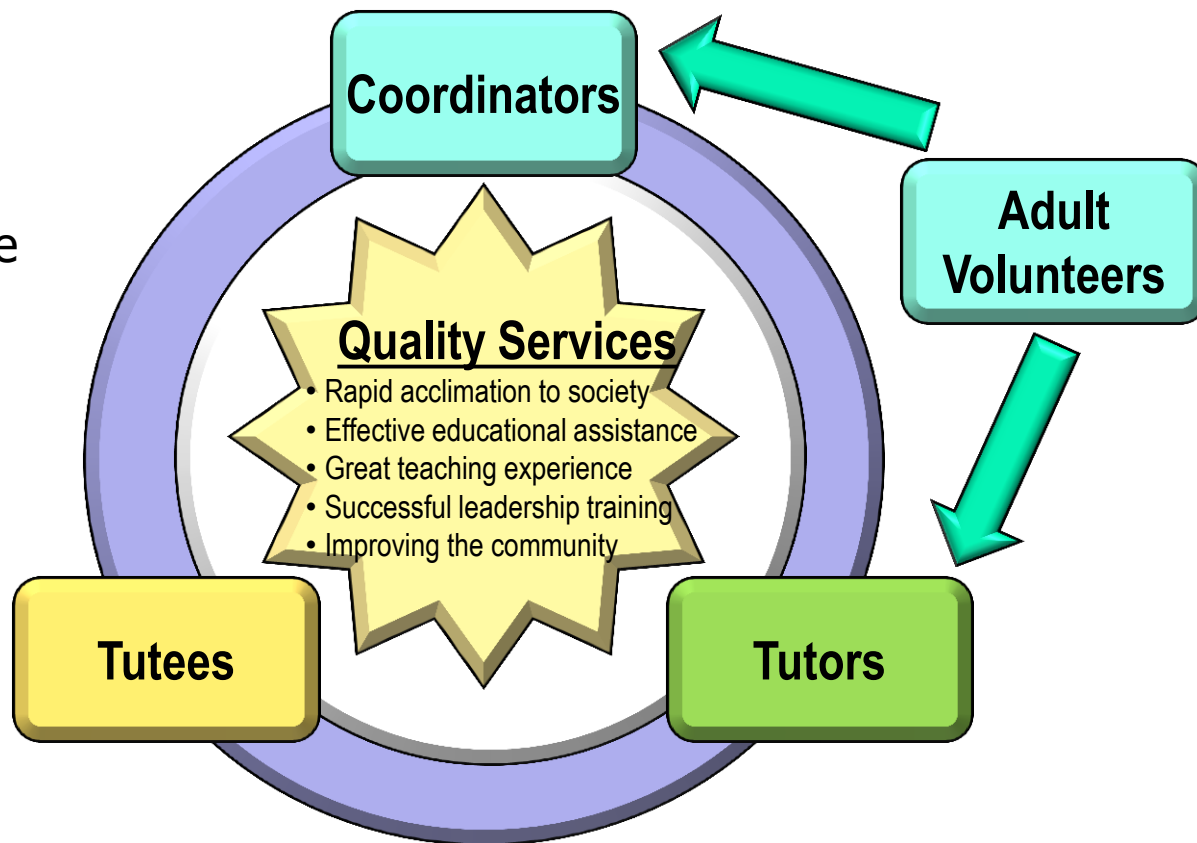 Coordinators
Adult
Volunteers
e
Quality Services
• Rapid acclimation to society
• Effective educational assistance
• Great teaching experience
• Successful leadership training
• Improving the community
Tutees
Tutors